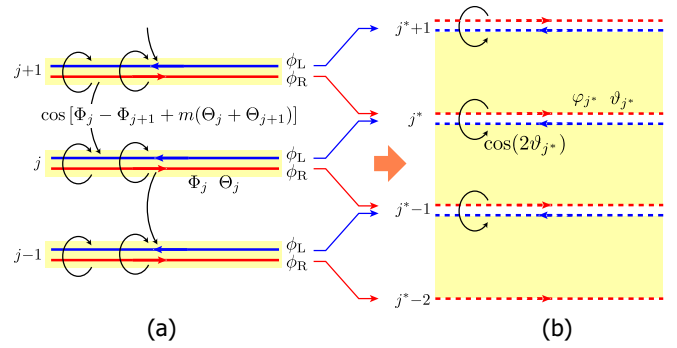 j+1
ϕL
ϕR
cos [Φj − Φj+1 + m(Θj + Θj+1)]
j
ϕL
ϕR
Φj Θj
j-1
ϕL
ϕR
(a)
j*+1
φj* ϑj*
j*
cos(2ϑj*)
j*−1
j*−2
(b)